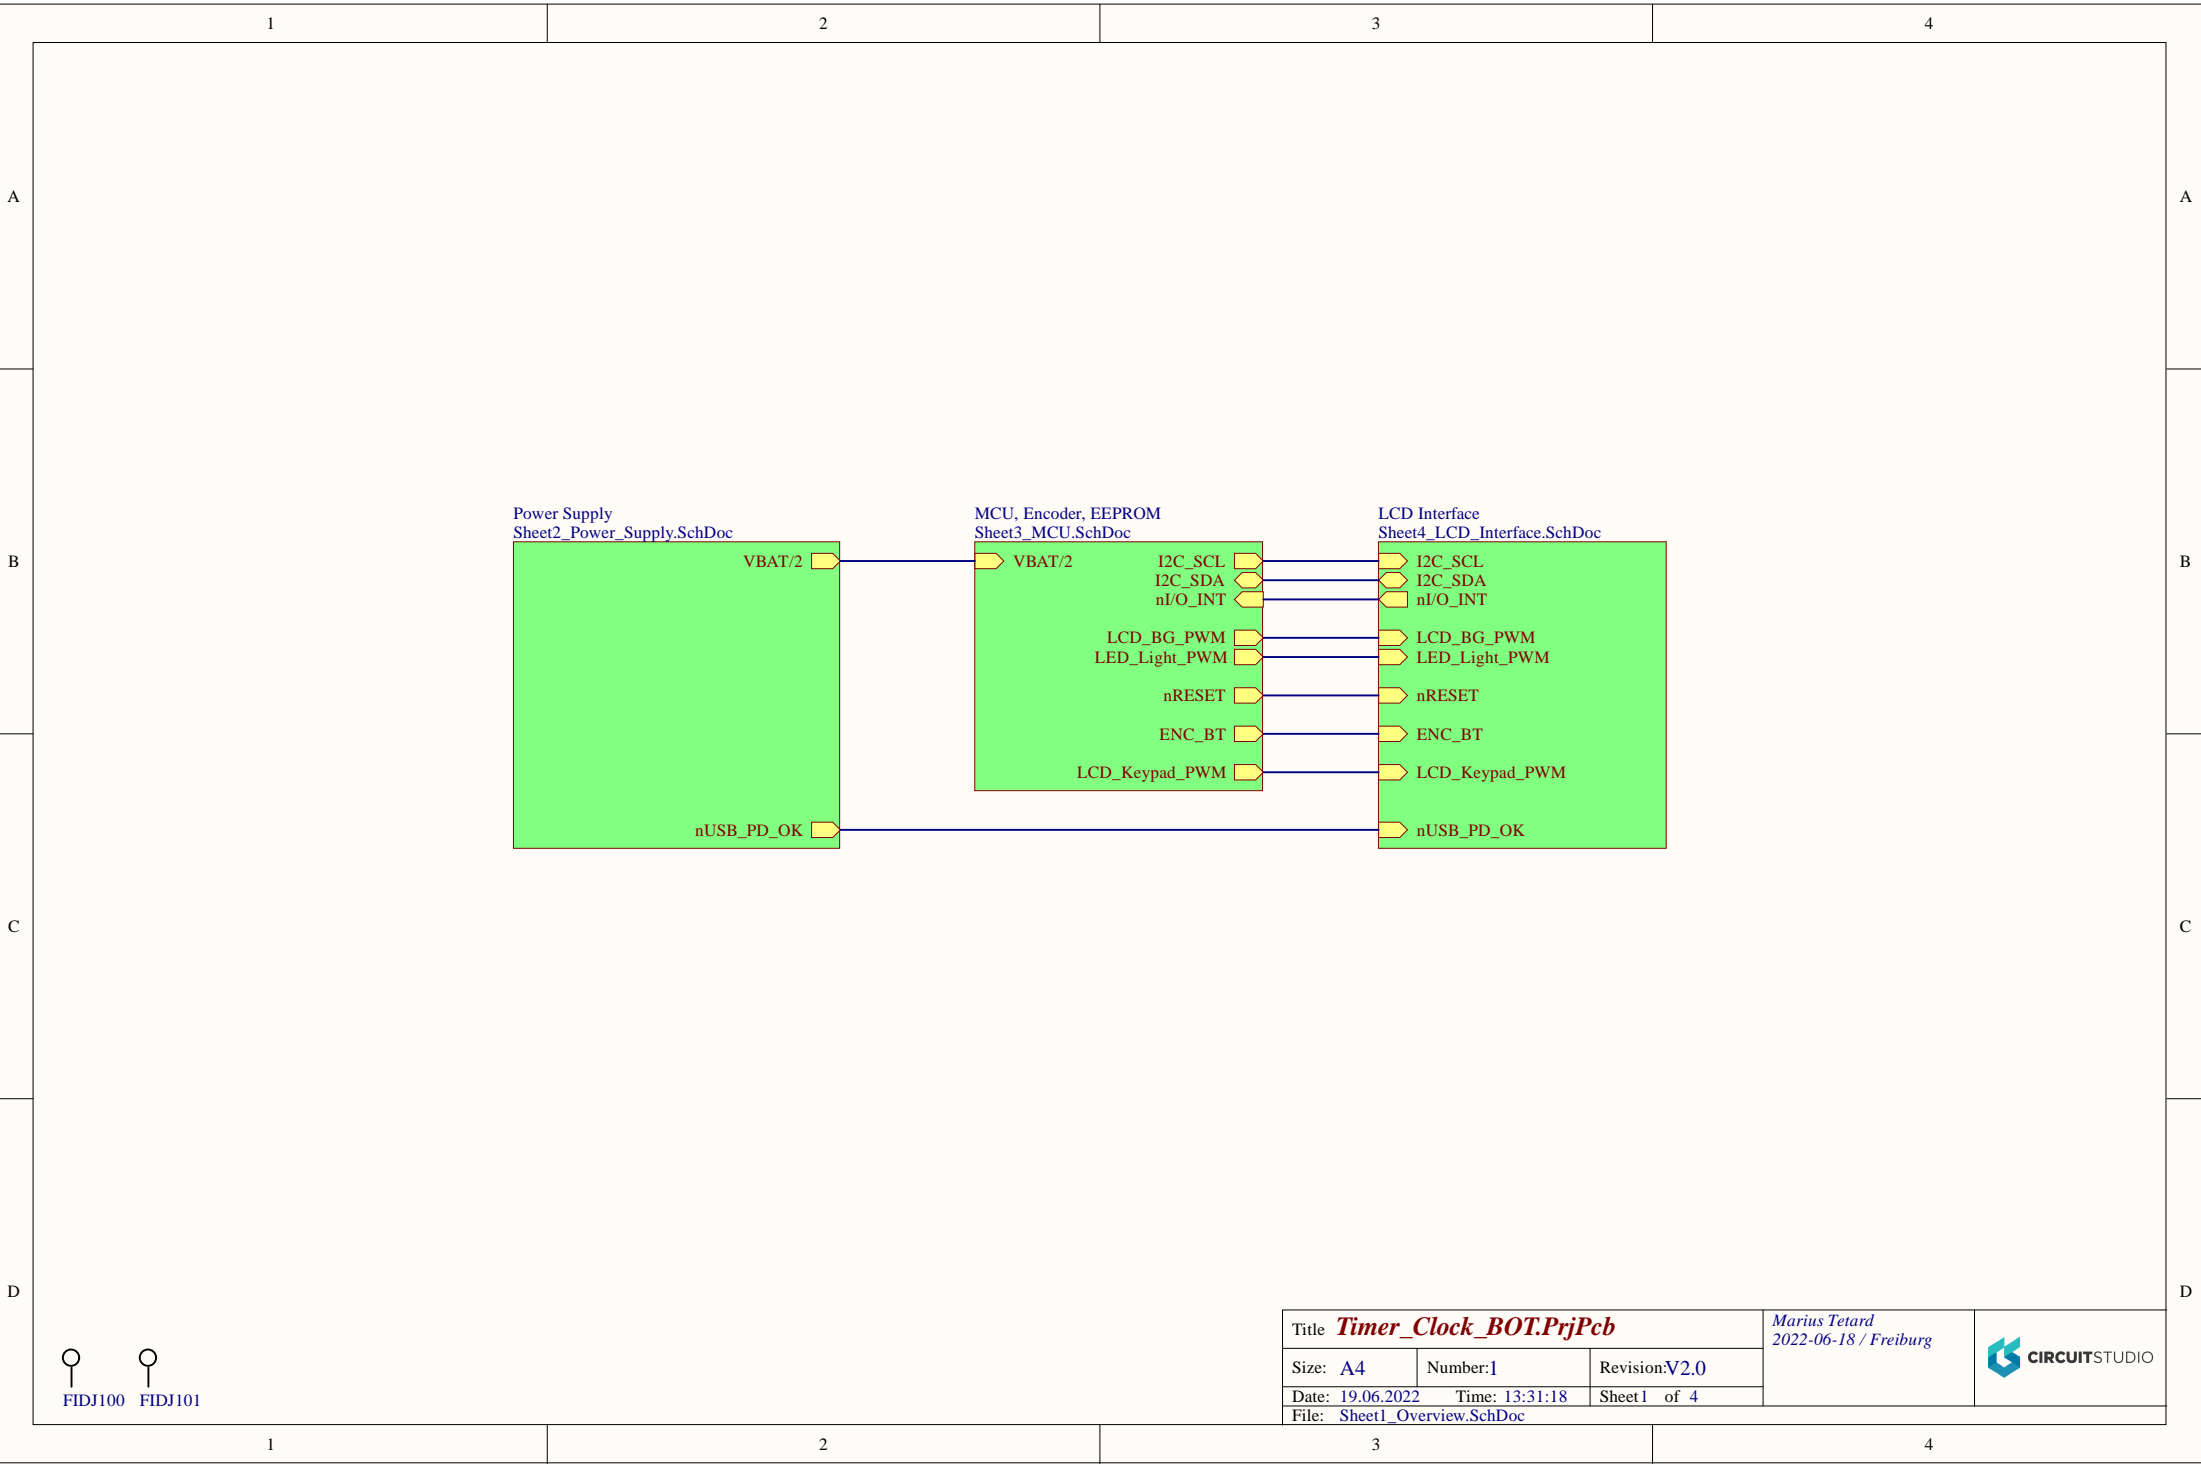 1 2 3 4
A A
Power Supply
Sheet2_Power_Supply.SchDoc
VBAT/2
nUSB_PD_OK
MCU, Encoder, EEPROM
Sheet3_MCU.SchDoc
VBAT/2
I2C_SCL
I2C_SDA
nI/O_INT
LCD_BG_PWM
LED_Light_PWM
nRESET
ENC_BT
LCD_Keypad_PWM
LCD Interface
Sheet4_LCD_Interface.SchDoc
I2C_SCL
I2C_SDA
nI/O_INT
LCD_BG_PWM
LED_Light_PWM
nRESET
ENC_BT
LCD_Keypad_PWM
nUSB_PD_OK
B B
C C
D D
FIDJ100 FIDJ101
Title Timer_Clock_BOT.PrjPcb
Size: A4 Number:1 Revision:V2.0
Date: 19.06.2022 Time: 13:31:18 Sheet1 of 4
File: Sheet1_Overview.SchDoc
Marius Tetard
2022-06-18 / Freiburg
CIRCUITSTUDIO
1 2 3 4